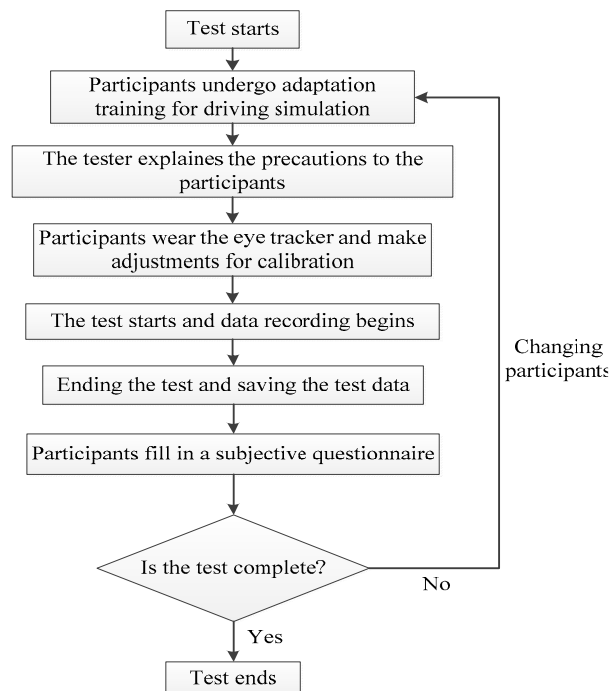 Test starts
Participants undergo adaptation
training for driving simulation
The tester explaines the precautions to the
participants
Participants wear the eye tracker and make
adjustments for calibration
The test starts and data recording begins
Changing
participants
Ending the test and saving the test data
Participants fill in a subjective questionnaire
Is the test complete?
No
Yes
Test ends